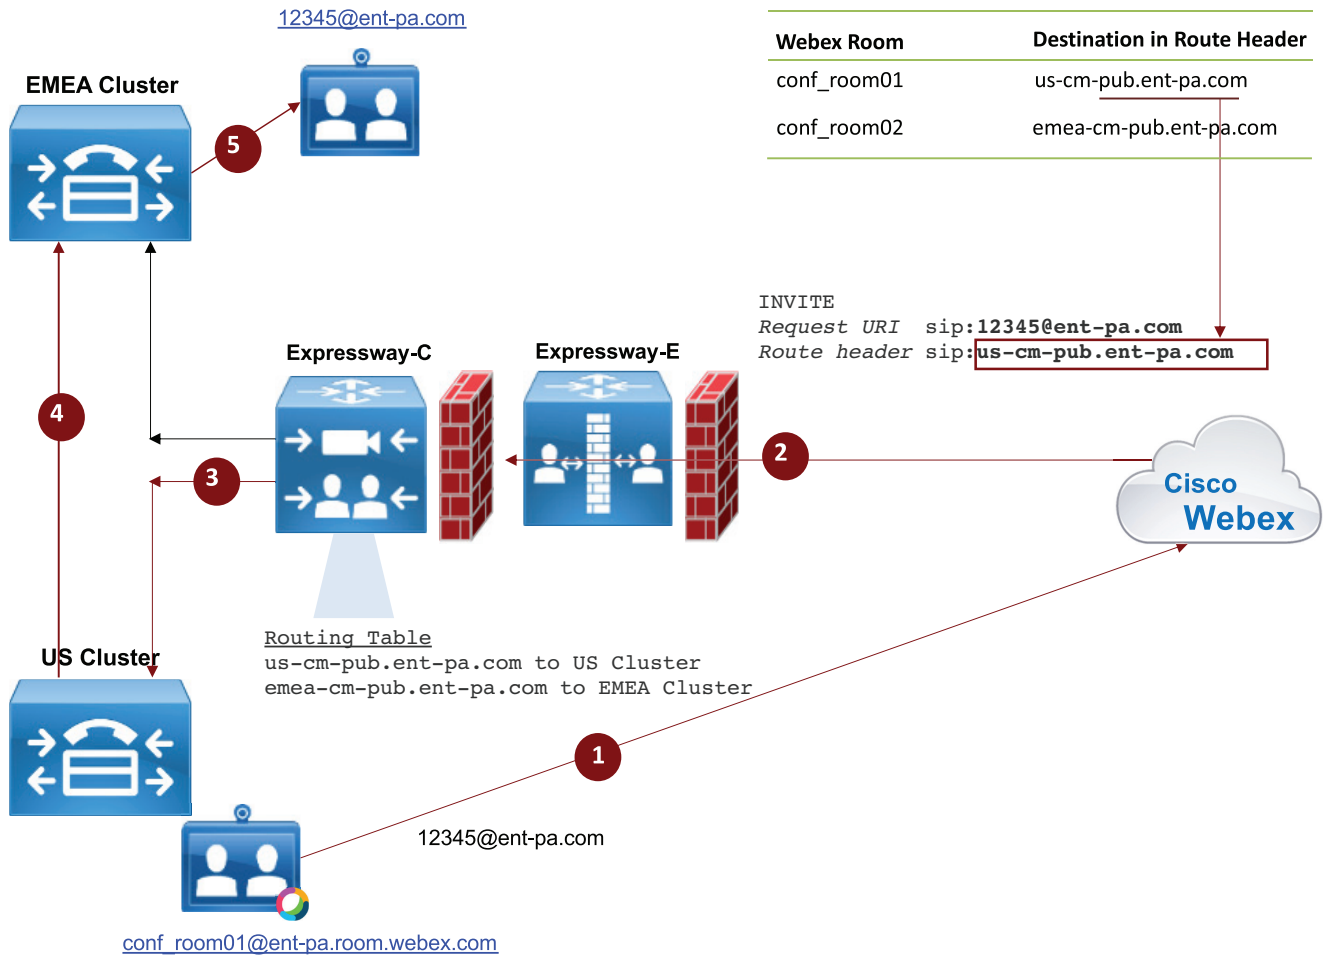 12345@ent-pa.com
EMEA Cluster
5
Webex Room Destination in Route Header
conf_room01 us-cm-pub.ent-pa.com
conf_room02 emea-cm-pub.ent-pa.com
INVITE
Request URI sip:12345@ent-pa.com
Route header sip:us-cm-pub.ent-pa.com
Expressway-C
Expressway-E
4
3
2
Cisco
Webex
Routing Table
us-cm-pub.ent-pa.com to US Cluster
emea-cm-pub.ent-pa.com to EMEA Cluster
US Cluster
1
12345@ent-pa.com
conf_room01@ent-pa.room.webex.com